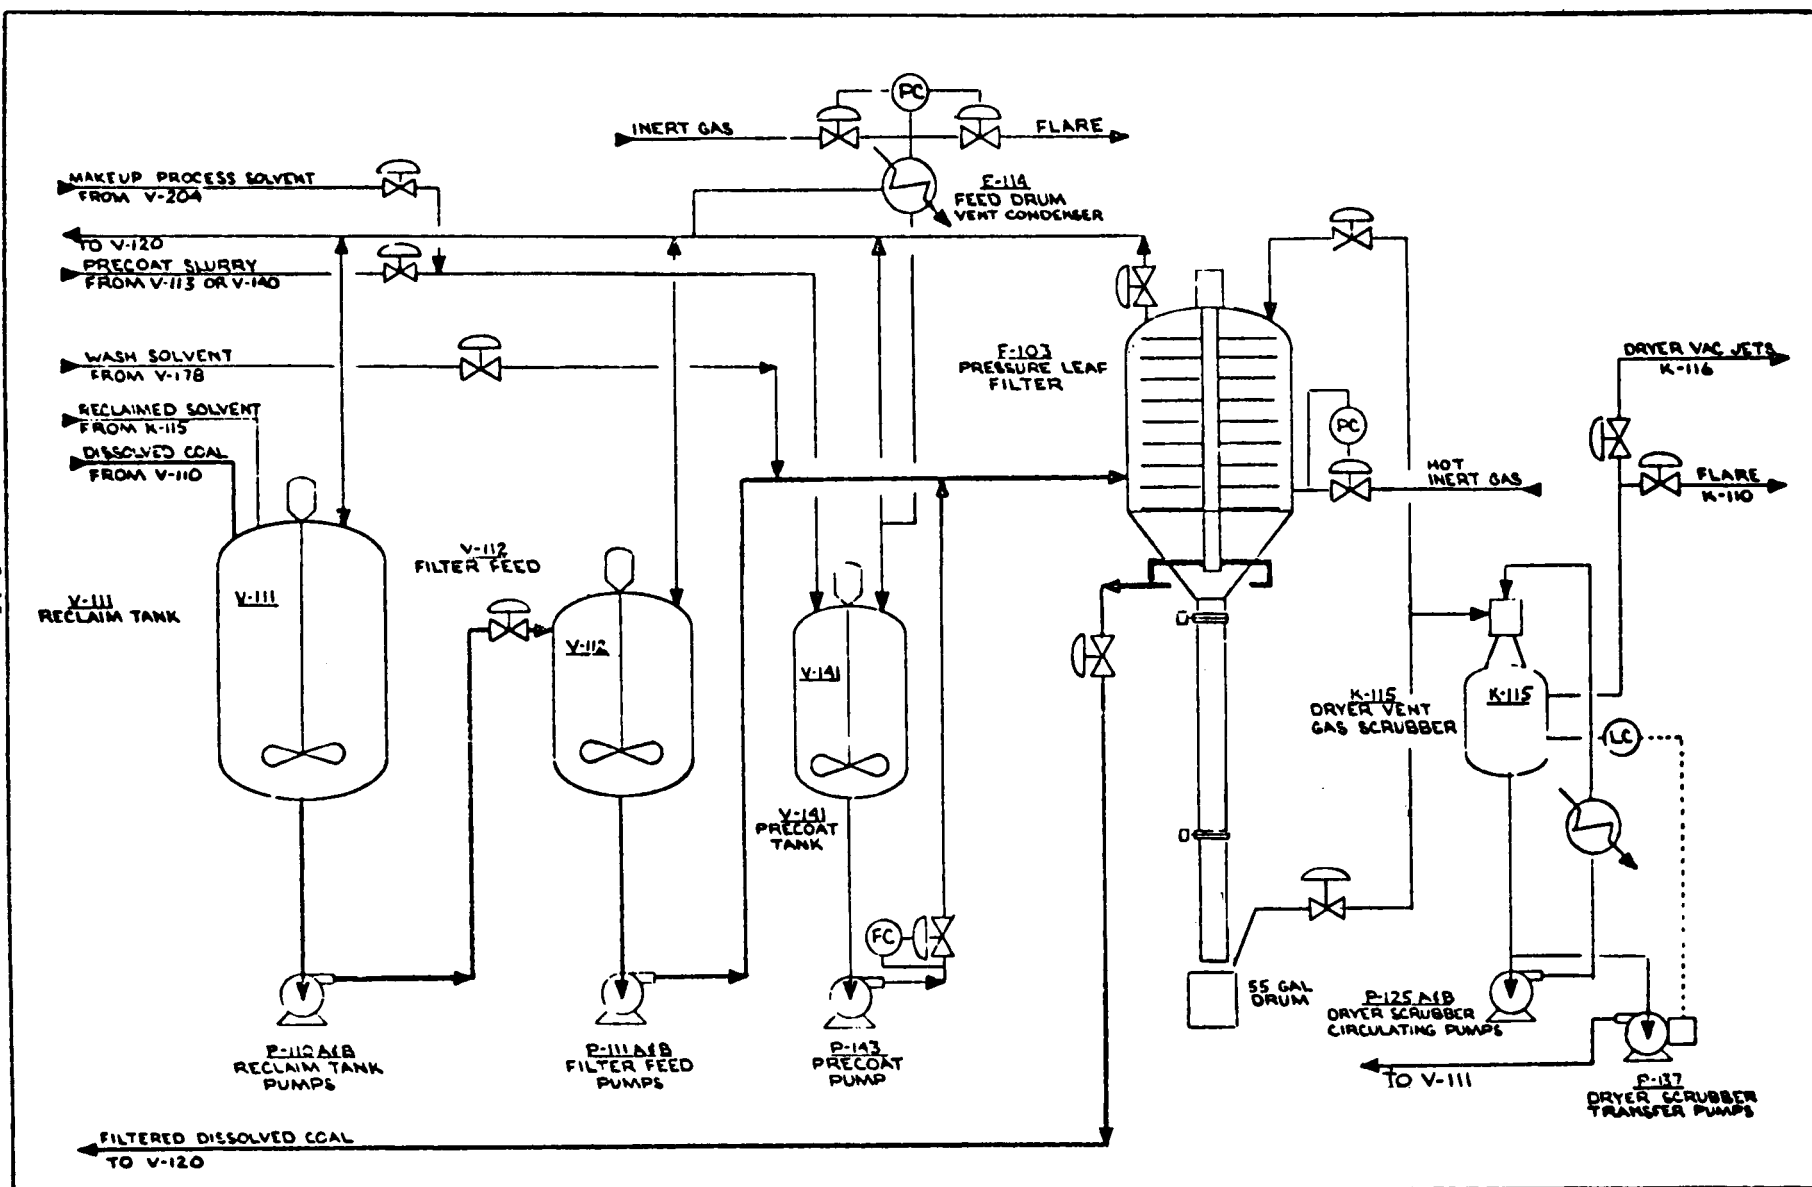 PC
INERT GAS
FLARE
MAKEUP PROCESS SOLVENT
FROM V-204
E-114
FEED DRUM
VENT CONDENSER
TO V-120
PRECOAT SLURRY
FROM V-113 OR V-140
WASH SOLVENT
FROM V-178
F-103
PRESSURE LEAF
FILTER
DRYER VAC JETS
K-116
RECLAIMED SOLVENT
FROM K-115
PC
DISSOLVED COAL
FROM V-110
HOT
INERT GAS
FLARE
K-110
V-112
FILTER FEED
V-111
V-111
RECLAIM TANK
V-112
V-141
K-115
DRYER VENT
GAS SCRUBBER
K-115
LC
V-141
PRECOAT
TANK
FC
55 GAL
DRUM
P-125 A&B
DRYER SCRUBBER
CIRCULATING PUMPS
P-110 A&B
RECLAIM TANK
PUMPS
P-111 A&B
FILTER FEED
PUMPS
P-143
PRECOAT
PUMP
TO V-111
P-137
DRYER SCRUBBER
TRANSFER PUMPS
FILTERED DISSOLVED COAL
TO V-120